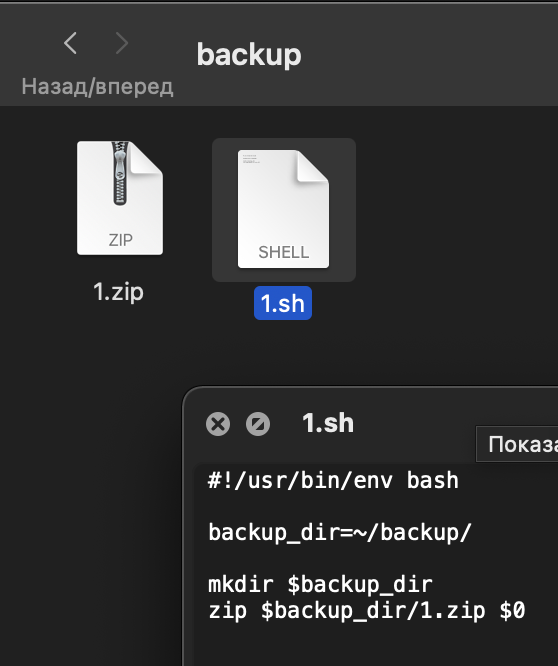 backup
Назад/вперед
ZIP
SHELL
1.zip
1.sh
1.sh
Показа
#!/usr/bin/env bash
backup_dir=~/backup/
mkdir $backup_dir
zip $backup_dir/1.zip $0